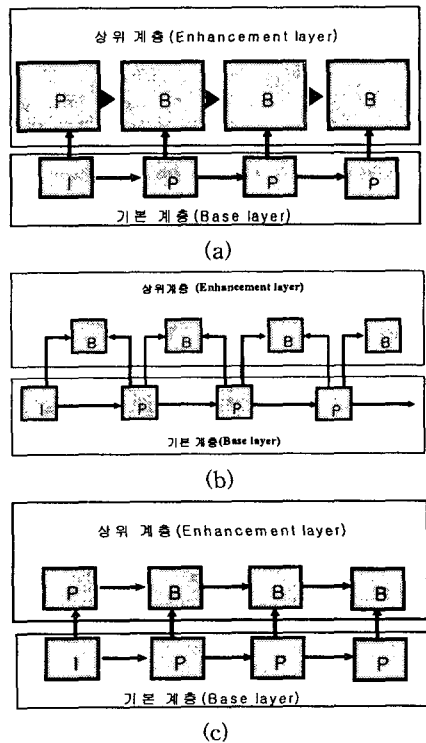 상위 계층 (Enhancement layer)
P B B B
I P P P
기본 계층 (Base layer)
(a)
상위계층 (Enhancement layer)
B B B B
I P P P
기본 계층(Base layer)
(b)
상위 계층 (Enhancement layer)
P B B B
I P P P
기본 계층(Base layer)
(c)